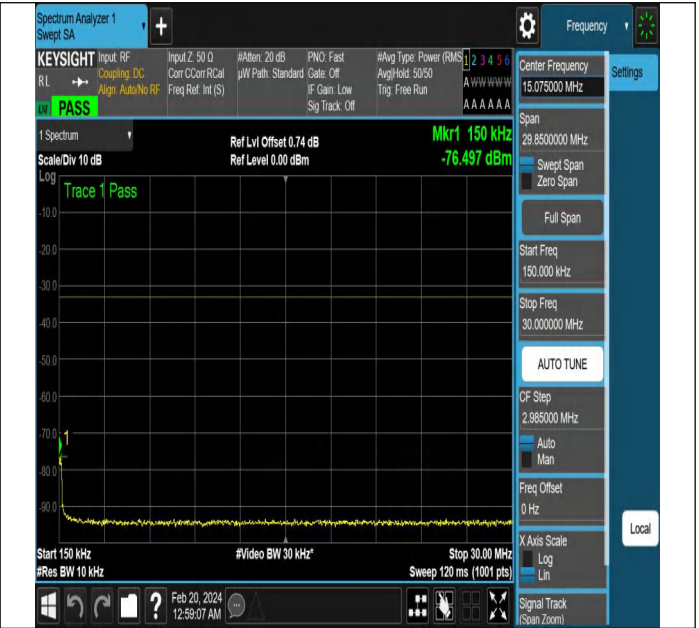 Spectrum Analyzer 1
Swept SA
+
Frequency
KEYSIGHT
RL
LNI PASS
Input: RF
Coupling: DC
Align: Auto/No RF
Input Z: 50 Ω
Corr CCorr RCal
Freq Ref: Int (S)
#Atten: 20 dB
µW Path: Standard
PNO: Fast
Gate: Off
IF Gain: Low
Sig Track: Off
#Avg Type: Power (RMS
Avg|Hold: 50/50
Trig: Free Run
1 2 3 4 5 6
A W W W W W
A A A A A A
1 Spectrum
Scale/Div 10 dB
Ref Lvl Offset 0.74 dB
Ref Level 0.00 dBm
Mkr1 150 kHz
-76.497 dBm
Log
Trace 1 Pass
-10.0
-20.0
-30.0
-40.0
-50.0
-60.0
-70.0
1
-80.0
-90.0
Start 150 kHz
#Res BW 10 kHz
#Video BW 30 kHz*
Stop 30.00 MHz
Sweep 120 ms (1001 pts)
Feb 20, 2024
12:59:07 AM
Center Frequency
15.075000 MHz
Settings
Span
29.8500000 MHz
Swept Span
Zero Span
Full Span
Start Freq
150.000 kHz
Stop Freq
30.000000 MHz
AUTO TUNE
CF Step
2.985000 MHz
Auto
Man
Freq Offset
0 Hz
Local
X Axis Scale
Log
Lin
Signal Track
(Span Zoom)